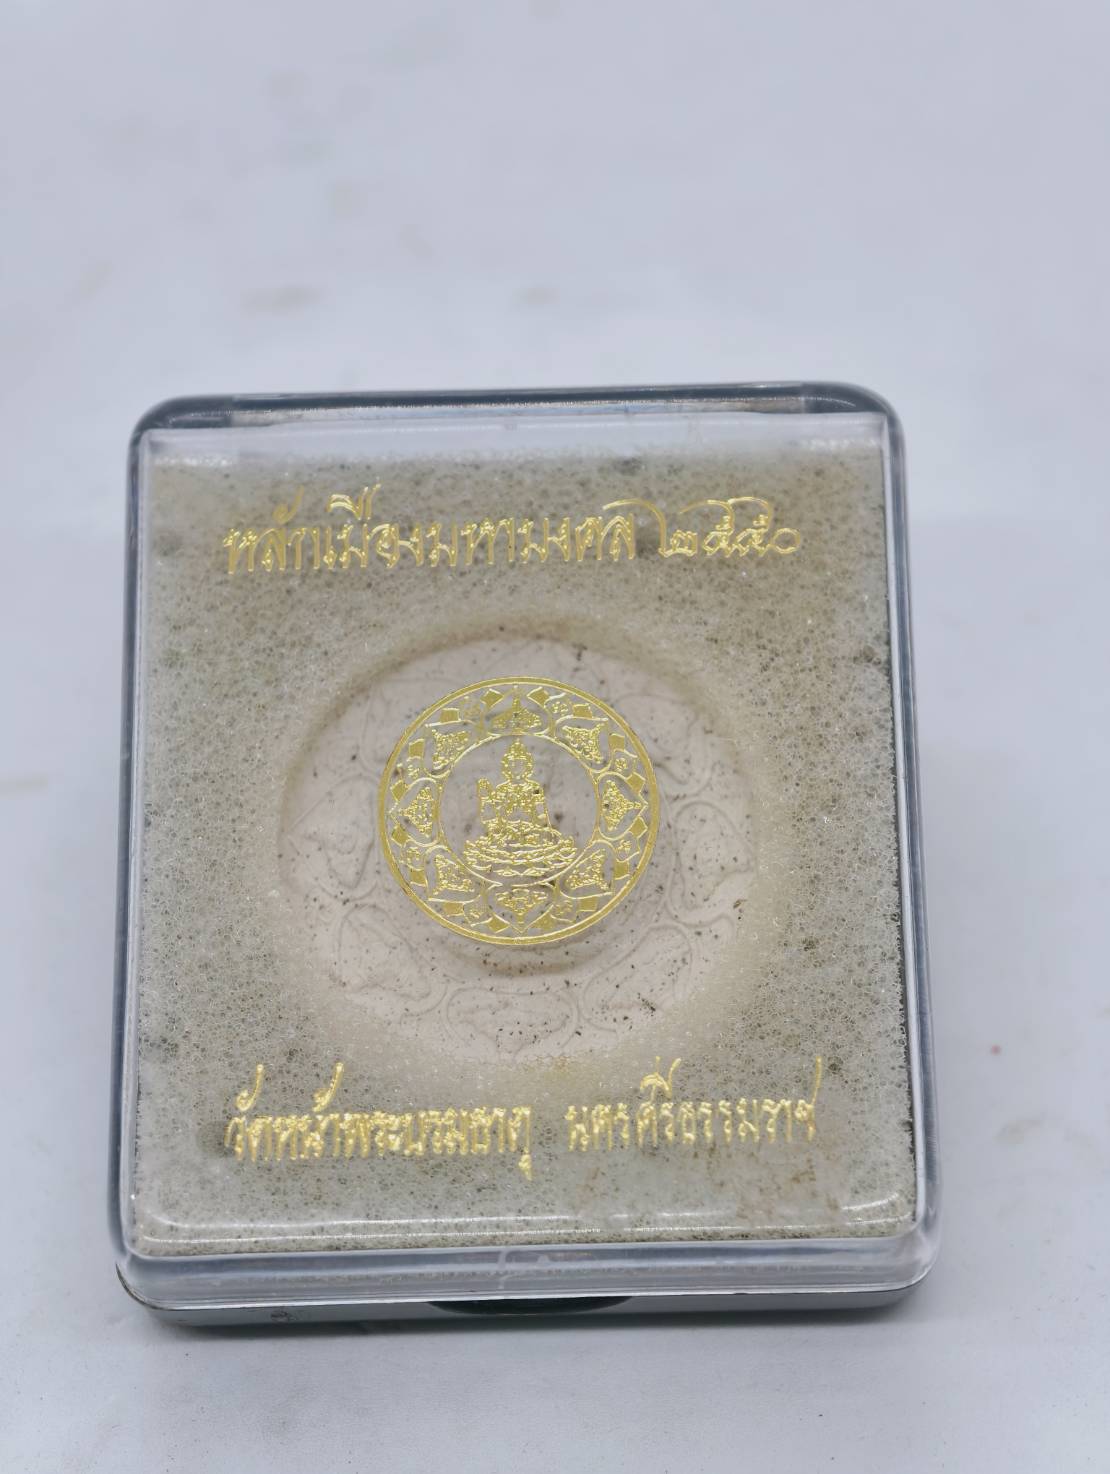 หลักเมืองมหามงคล ๒๕๕๐
วัดหน้าพระบรมธาตุ นครศรีธรรมราช